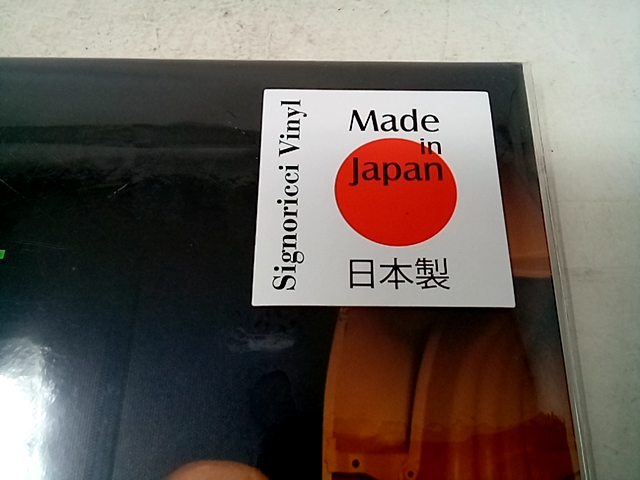 Signoricci Vinyl
Made
in
Japan
日本製